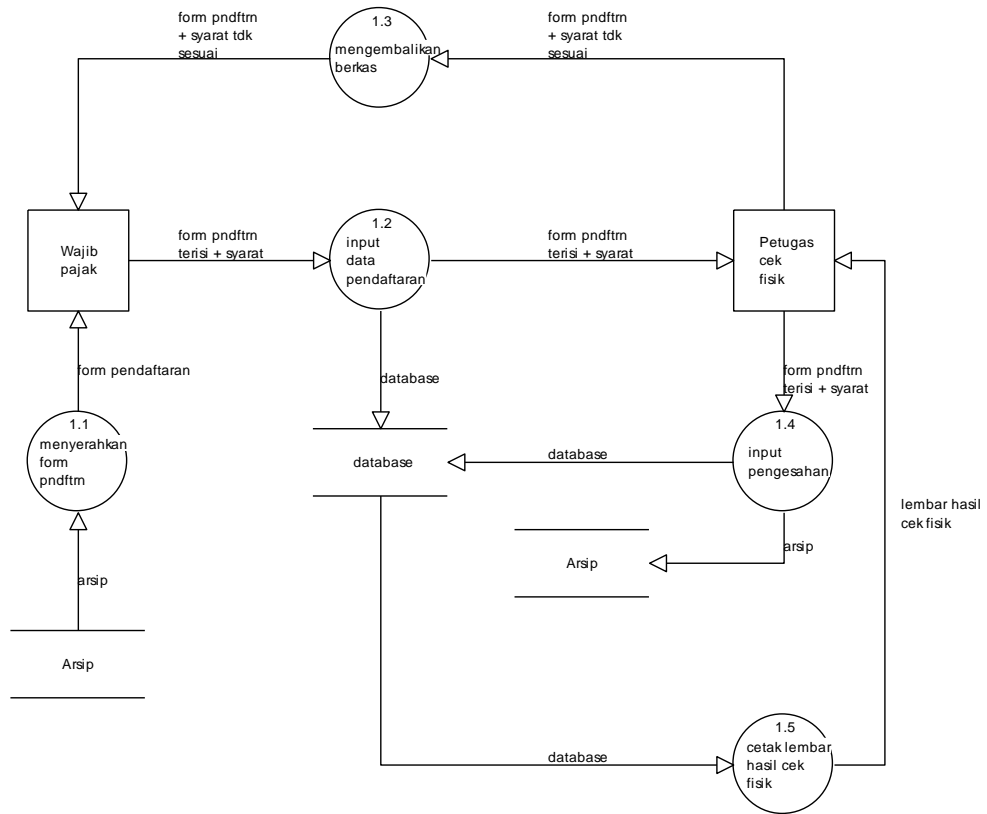 form pndftrn
+ syarat tdk
sesuai
1.3
mengembalikan
berkas
form pndftrn
+ syarat tdk
sesuai
Wajib
pajak
form pndftrn
terisi + syarat
1.2
input
data
pendaftaran
form pndftrn
terisi + syarat
Petugas
cek
fisik
form pendaftaran
database
form pndftrn
terisi + syarat
1.1
menyerahkan
form
pndftrn
database
database
1.4
input
pengesahan
lembar hasil
cek fisik
arsip
Arsip
arsip
Arsip
database
1.5
cetak lembar
hasil cek
fisik